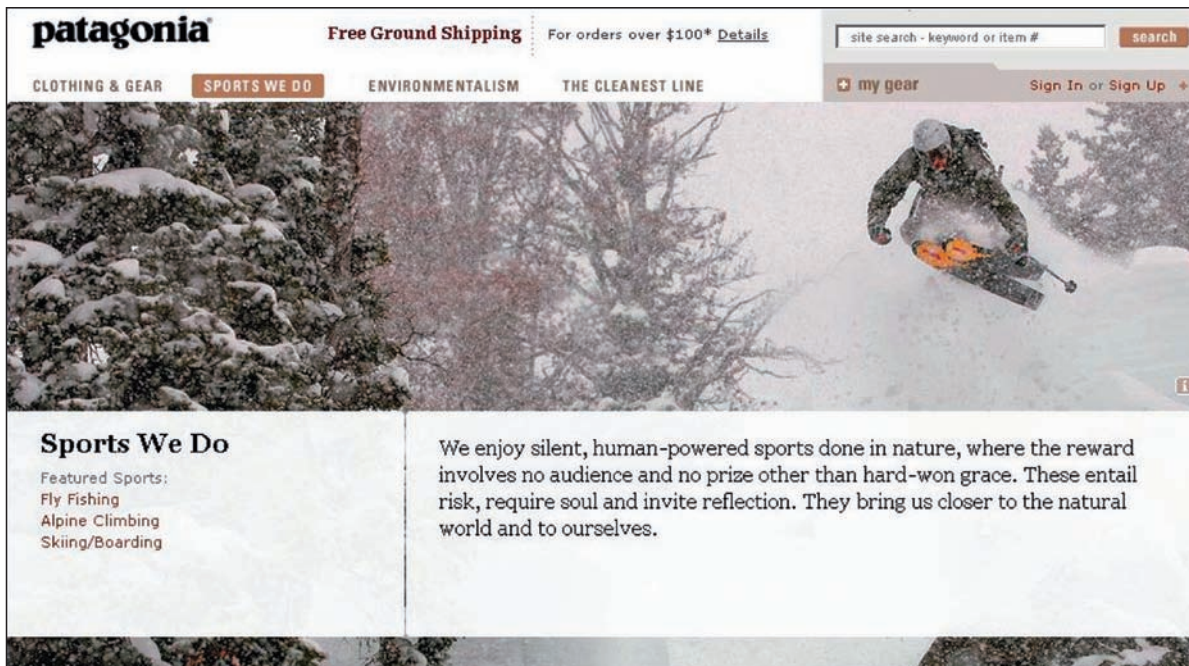 patagonia
Free Ground Shipping
For orders over $100* Details
site search - keyword or item #
search
CLOTHING & GEAR
SPORTS WE DO
ENVIRONMENTALISM
THE CLEANEST LINE
my gear
Sign In or Sign Up +
i
Sports We Do
Featured Sports:
Fly Fishing
Alpine Climbing
Skiing/Boarding
We enjoy silent, human-powered sports done in nature, where the reward
involves no audience and no prize other than hard-won grace. These entail
risk, require soul and invite reflection. They bring us closer to the natural
world and to ourselves.